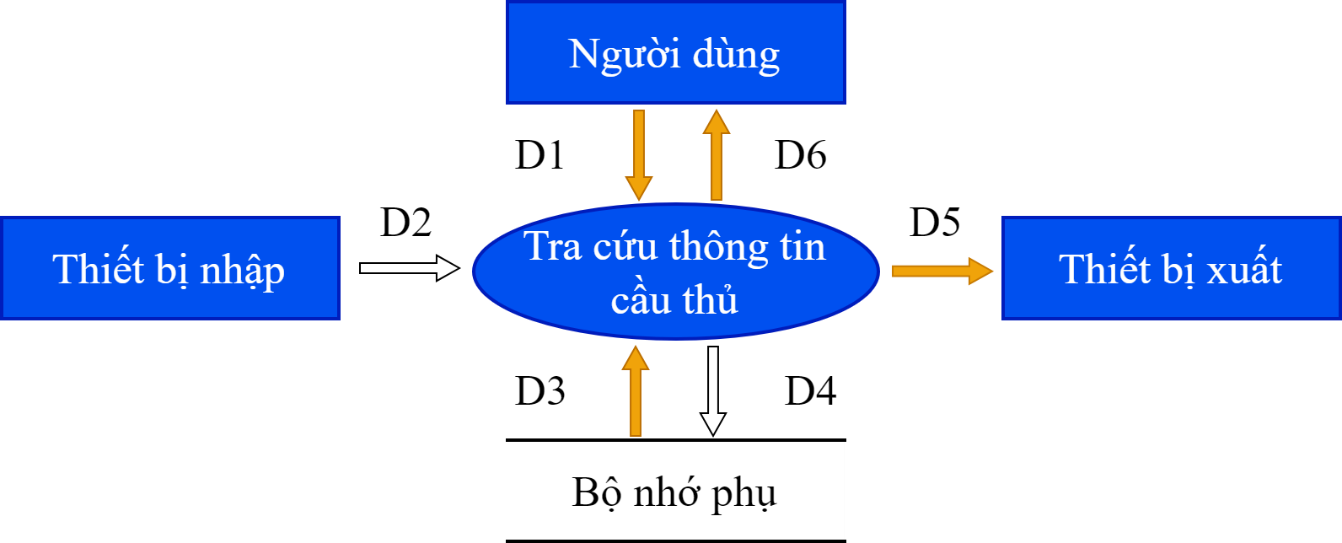 Người dùng
D1
D6
D2
D5
Thiết bị nhập
Tra cứu thông tin
cầu thủ
Thiết bị xuất
D3
D4
Bộ nhớ phụ